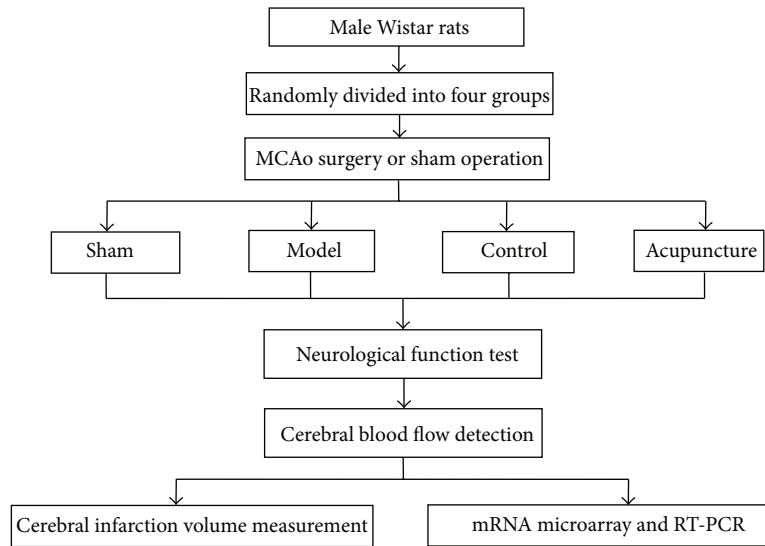 Male Wistar rats
Randomly divided into four groups
MCAo surgery or sham operation
Sham
Model
Control
Acupuncture
Neurological function test
Cerebral blood flow detection
Cerebral infarction volume measurement
mRNA microarray and RT-PCR